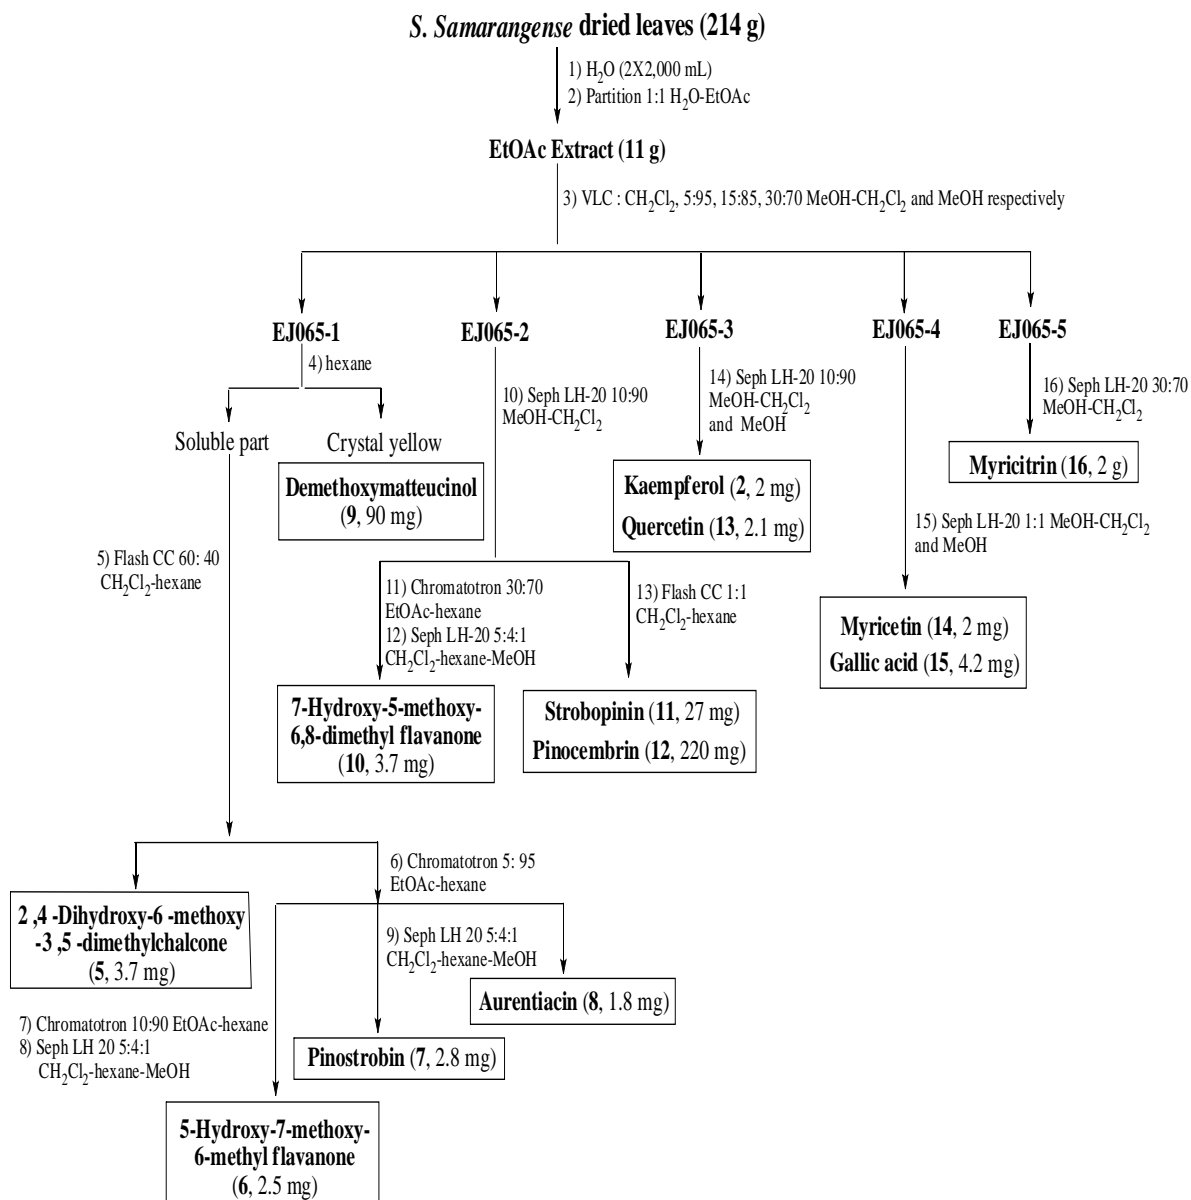 S. Samarangense dried leaves (214 g)
1) H₂O (2X2,000 mL)
2) Partition 1:1 H₂O-EtOAc
EtOAc Extract (11 g)
3) VLC : CH₂Cl₂, 5:95, 15:85, 30:70 MeOH-CH₂Cl₂ and MeOH respectively
EJ065-1
EJ065-2
EJ065-3
EJ065-4
EJ065-5
4) hexane
Soluble part
Crystal yellow
Demethoxymatteucinol
(9, 90 mg)
10) Seph LH-20 10:90
MeOH-CH₂Cl₂
14) Seph LH-20 10:90
MeOH-CH₂Cl₂
and MeOH
Kaempferol (2, 2 mg)
Quercetin (13, 2.1 mg)
16) Seph LH-20 30:70
MeOH-CH₂Cl₂
Myricitrin (16, 2 g)
15) Seph LH-20 1:1 MeOH-CH₂Cl₂
and MeOH
Myricetin (14, 2 mg)
Gallic acid (15, 4.2 mg)
5) Flash CC 60: 40
CH₂Cl₂-hexane
11) Chromatotron 30:70
EtOAc-hexane
12) Seph LH-20 5:4:1
CH₂Cl₂-hexane-MeOH
13) Flash CC 1:1
CH₂Cl₂-hexane
7-Hydroxy-5-methoxy-
6,8-dimethyl flavanone
(10, 3.7 mg)
Strobopinin (11, 27 mg)
Pinocembrin (12, 220 mg)
6) Chromatotron 5: 95
EtOAc-hexane
2 ,4 -Dihydroxy-6 -methoxy
-3 ,5 -dimethylchalcone
(5, 3.7 mg)
9) Seph LH 20 5:4:1
CH₂Cl₂-hexane-MeOH
Aurentiacin (8, 1.8 mg)
7) Chromatotron 10:90 EtOAc-hexane
8) Seph LH 20 5:4:1
CH₂Cl₂-hexane-MeOH
Pinostrobin (7, 2.8 mg)
5-Hydroxy-7-methoxy-
6-methyl flavanone
(6, 2.5 mg)